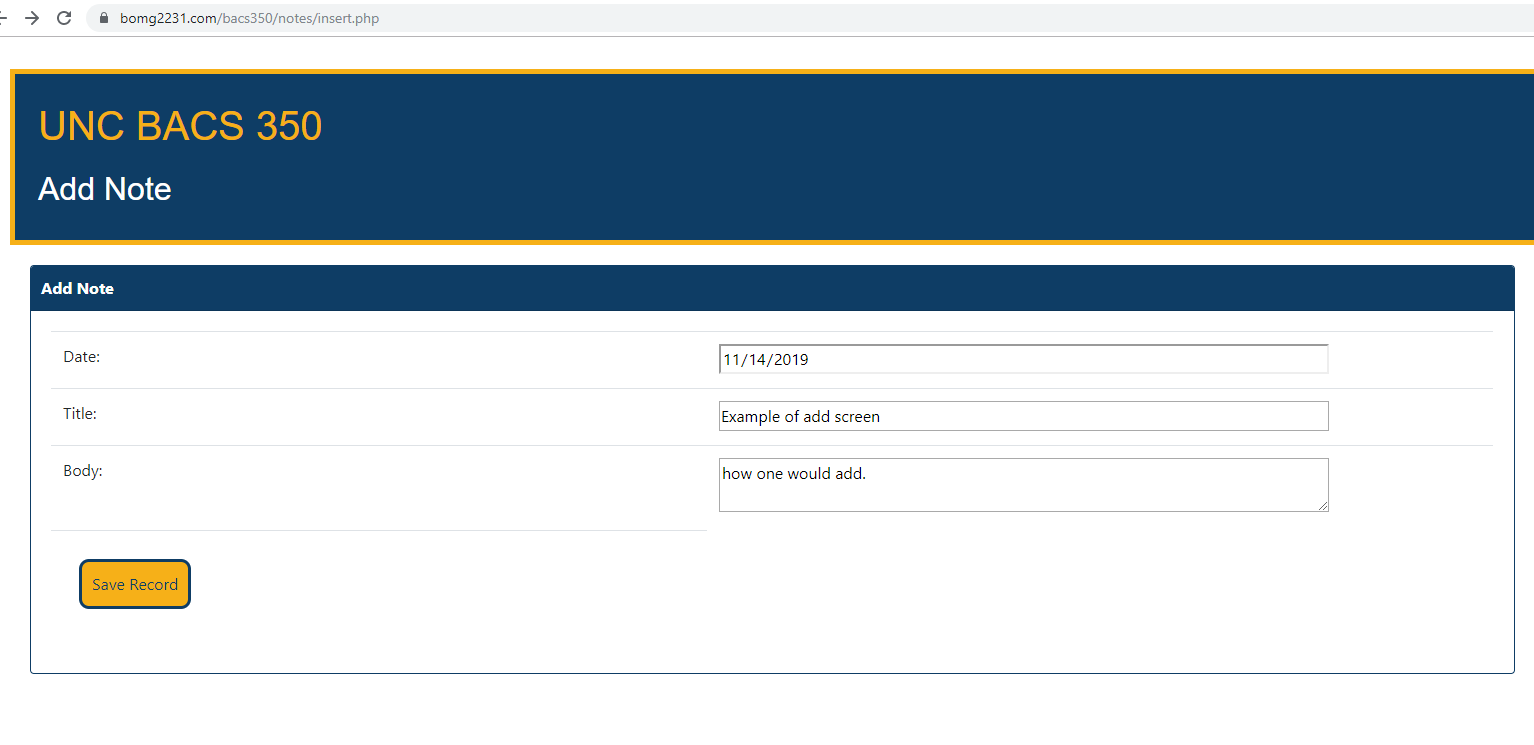 bomg2231.com/bacs350/notes/insert.php
UNC BACS 350
Add Note
Add Note
Date: 11/14/2019
Title: Example of add screen
Body: how one would add.
Save Record